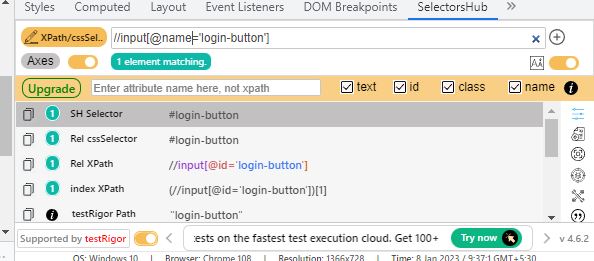 Styles Computed Layout Event Listeners DOM Breakpoints SelectorsHub
XPath/cssSel.. //input[@name='login-button'] ×
Axes 1 element matching. AA
Upgrade Enter attribute name here, not xpath text id class name i
1 SH Selector #login-button
1 Rel cssSelector #login-button
1 Rel XPath //input[@id='login-button']
1 index XPath (//input[@id='login-button'])[1]
i testRigor Path "login-button"
Supported by testRigor tests on the fastest test execution cloud. Get 100+ Try now v 4.6.2
OS: Windows 10 | Browser: Chrome 108 | Resolution: 1366x728 | Time: 8 Jan 2023 / 9:37:1 GMT+5:30